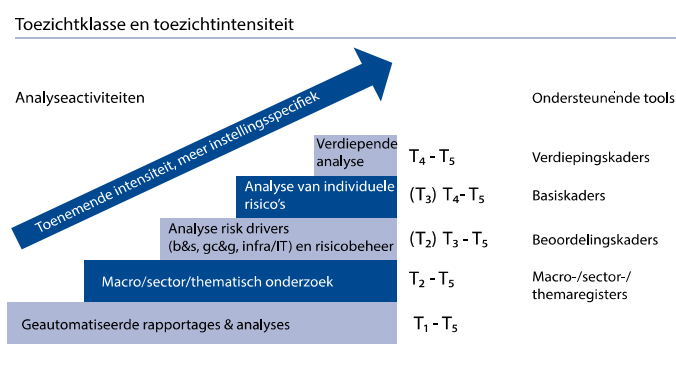 Toezichtklasse en toezichtintensiteit
Analyseactiviteiten
Ondersteunende tools
Toenemende intensiteit, meer instellingsspecifiek
Verdiepende
analyse
T₄ - T₅
Verdiepingskaders
Analyse van individuele
risico's
(T₃) T₄- T₅
Basiskaders
Analyse risk drivers
(b&s, gc&g, infra/IT) en risicobeheer
(T₂) T₃ - T₅
Beoordelingskaders
Macro/sector/thematisch onderzoek
T₂ - T₅
Macro-/sector-/
themaregisters
Geautomatiseerde rapportages & analyses
T₁ - T₅